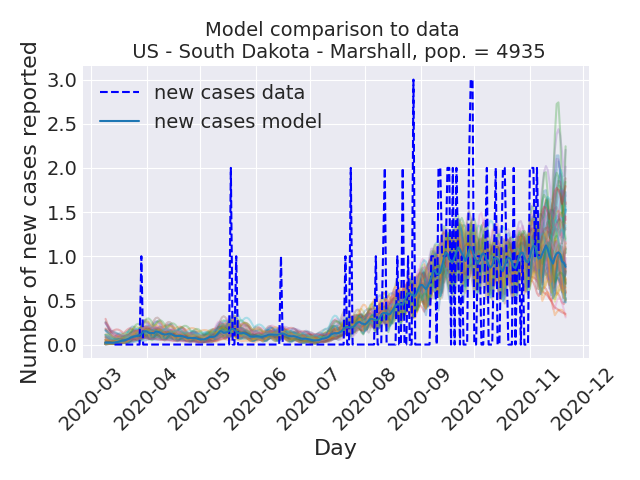 Model comparison to data
US - South Dakota - Marshall, pop. = 4935
Number of new cases reported
3.0
2.5
2.0
1.5
1.0
0.5
0.0
new cases data
new cases model
2020-03
2020-04
2020-05
2020-06
2020-07
2020-08
2020-09
2020-10
2020-11
2020-12
Day